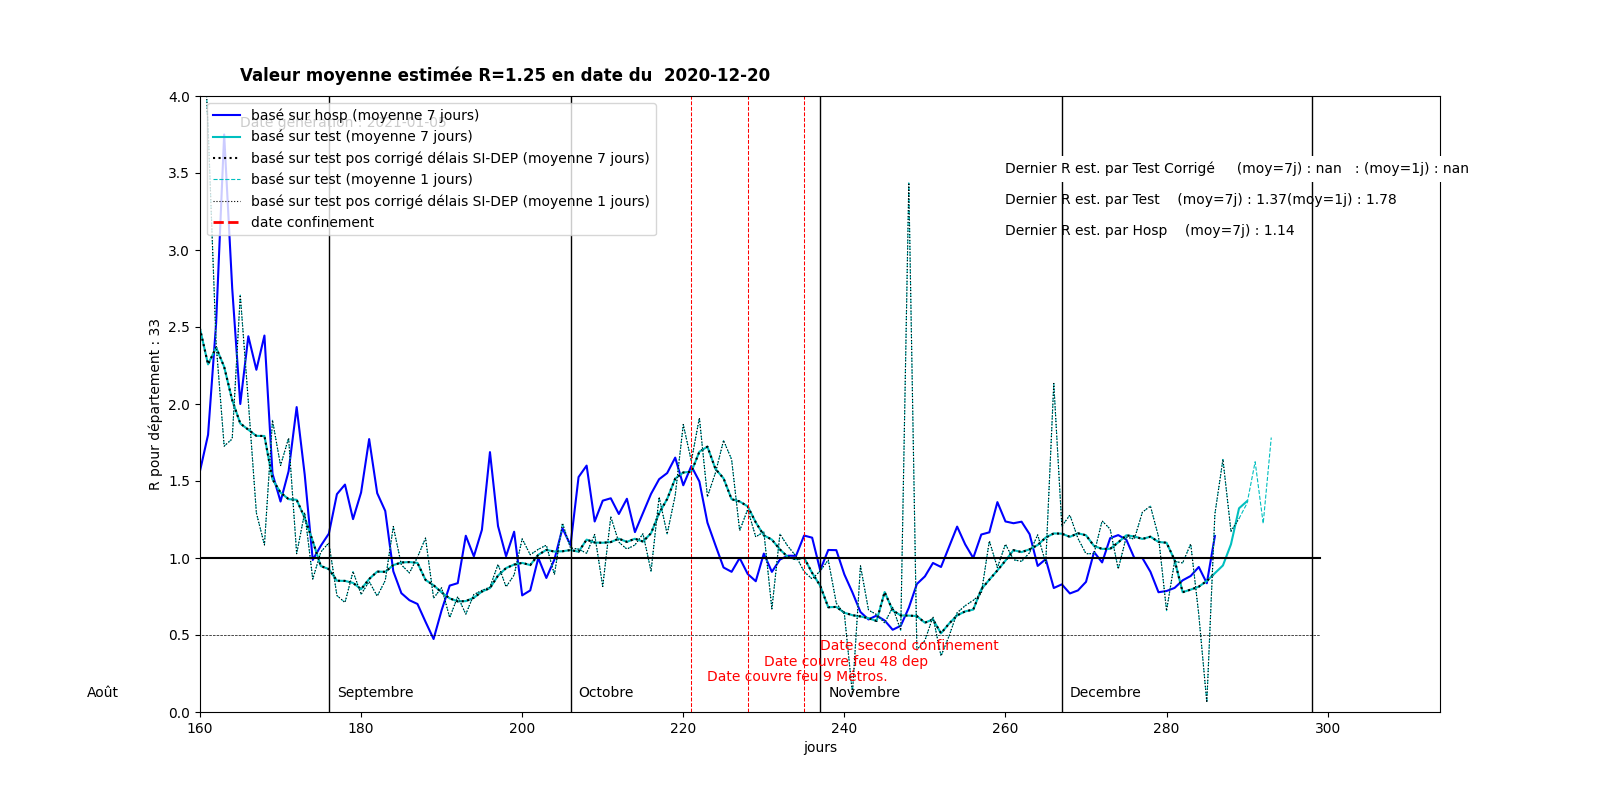 Valeur moyenne estimée R=1.25 en date du  2020-12-20
4.0
3.5
3.0
2.5
2.0
1.5
1.0
0.5
0.0
R pour département : 33
Date génération : 2021-01-05
basé sur hosp (moyenne 7 jours)
basé sur test (moyenne 7 jours)
basé sur test pos corrigé délais SI-DEP (moyenne 7 jours)
basé sur test (moyenne 1 jours)
basé sur test pos corrigé délais SI-DEP (moyenne 1 jours)
date confinement
Dernier R est. par Test Corrigé     (moy=7j) : nan   : (moy=1j) : nan
Dernier R est. par Test    (moy=7j) : 1.37(moy=1j) : 1.78
Dernier R est. par Hosp    (moy=7j) : 1.14
Date second confinement
Date couvre feu 48 dep
Date couvre feu 9 Métros.
Août Septembre Octobre Novembre Decembre
160 180 200 220 240 260 280 300
jours